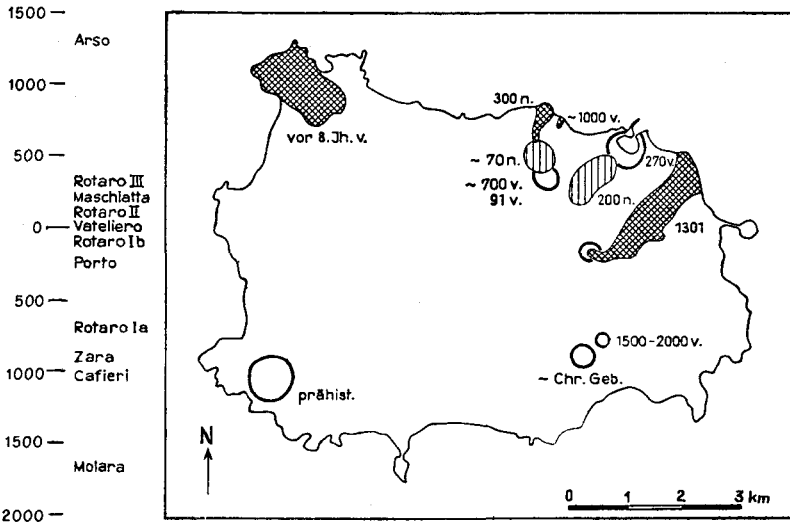 1500
Arso
1000
500
Rotaro III
Maschiatta
Rotaro II
0
Vateliero
Rotaro Ib
Porto
500
Rotaro Ia
Zara
1000
Cafieri
1500
Molara
2000
vor 8. Jh. v.
300 n.
~ 1000 v.
~ 70 n.
~ 700 v.
91 v.
270 v.
200 n.
1301
1500-2000 v.
~ Chr. Geb.
prähist.
N
0 1 2 3 km